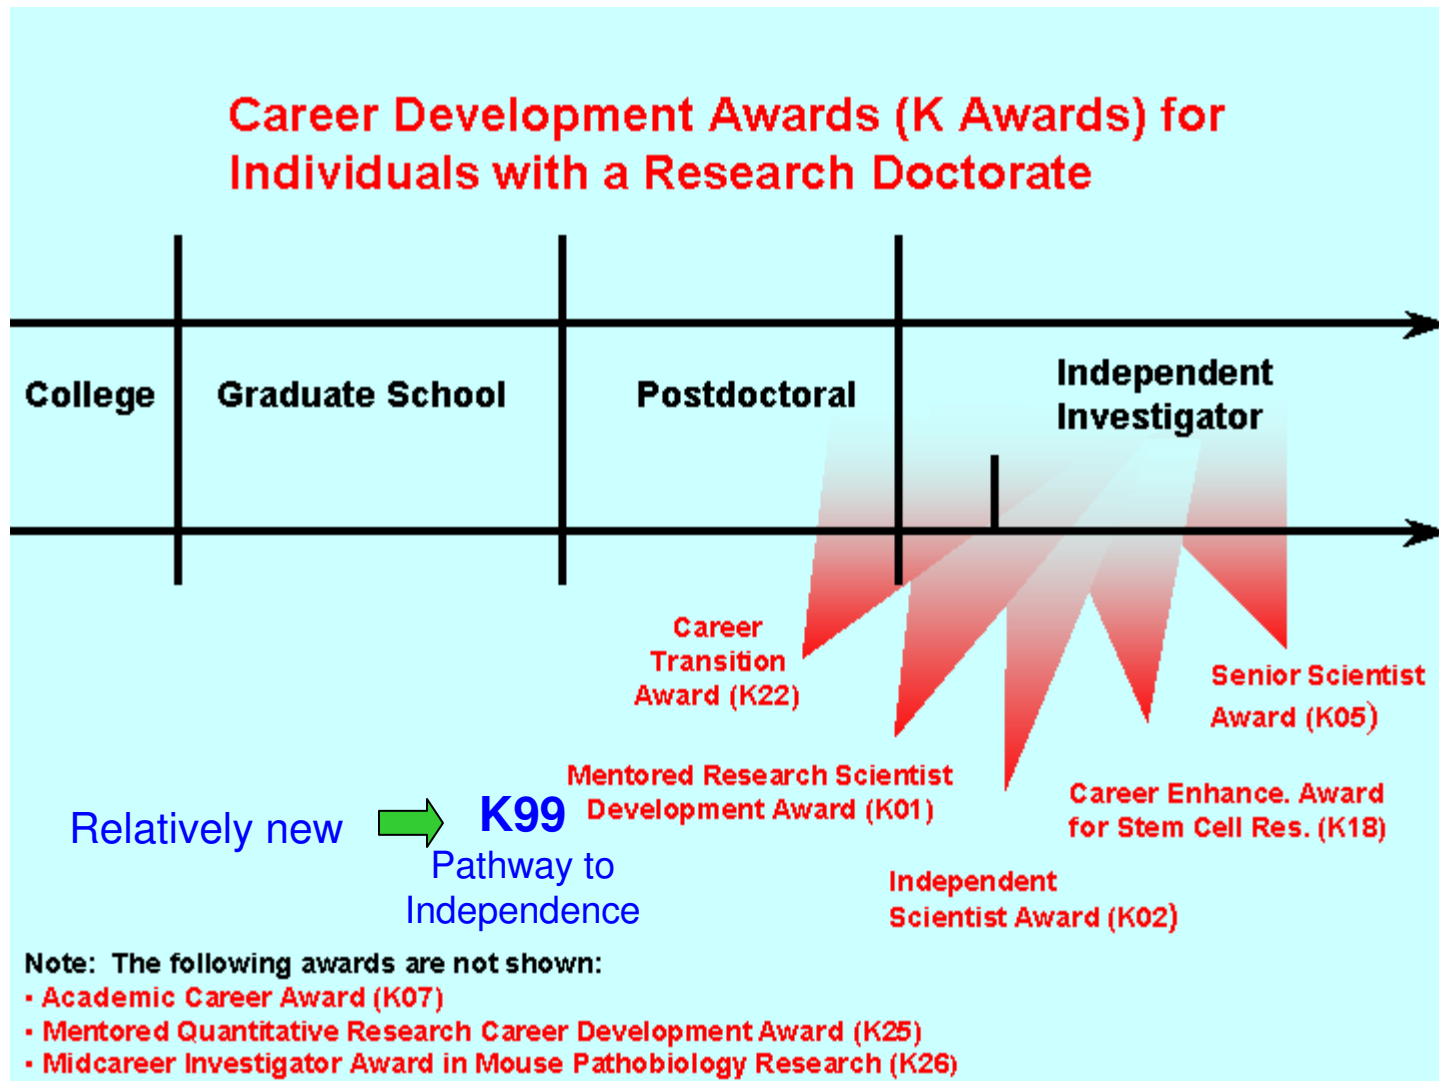 Career Development Awards (K Awards) for
Individuals with a Research Doctorate
College
Graduate School
Postdoctoral
Independent
Investigator
Career
Transition
Award (K22)
Senior Scientist
Award (K05)
Mentored Research Scientist
Development Award (K01)
Career Enhance. Award
for Stem Cell Res. (K18)
Relatively new
K99
Pathway to
Independence
Independent
Scientist Award (K02)
Note: The following awards are not shown:
▪ Academic Career Award (K07)
▪ Mentored Quantitative Research Career Development Award (K25)
▪ Midcareer Investigator Award in Mouse Pathobiology Research (K26)